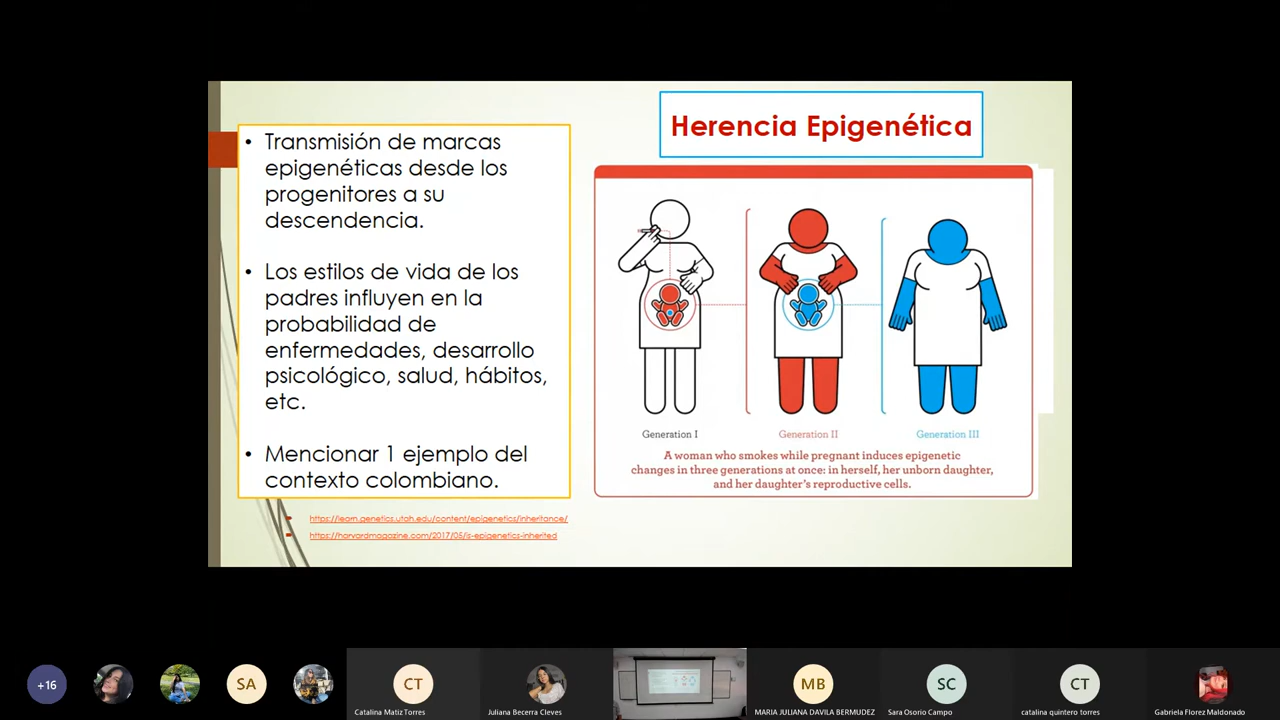 Herencia Epigenética
• Transmisión de marcas
epigenéticas desde los
progenitores a su
descendencia.
• Los estilos de vida de los
padres influyen en la
probabilidad de
enfermedades, desarrollo
psicológico, salud, hábitos,
etc.
• Mencionar 1 ejemplo del
contexto colombiano.
Generation I
Generation II
Generation III
A woman who smokes while pregnant induces epigenetic
changes in three generations at once: in herself, her unborn daughter,
and her daughter's reproductive cells.
https://learn.genetics.utah.edu/content/epigenetics/inheritance/
https://harvardmagazine.com/2017/05/is-epigenetics-inherited
+16
SA
CT
Catalina Matiz Torres
Juliana Becerra Cleves
MB
MARIA JULIANA DAVILA BERMUDEZ
SC
Sara Osorio Campo
CT
catalina quintero torres
Gabriela Florez Maldonado